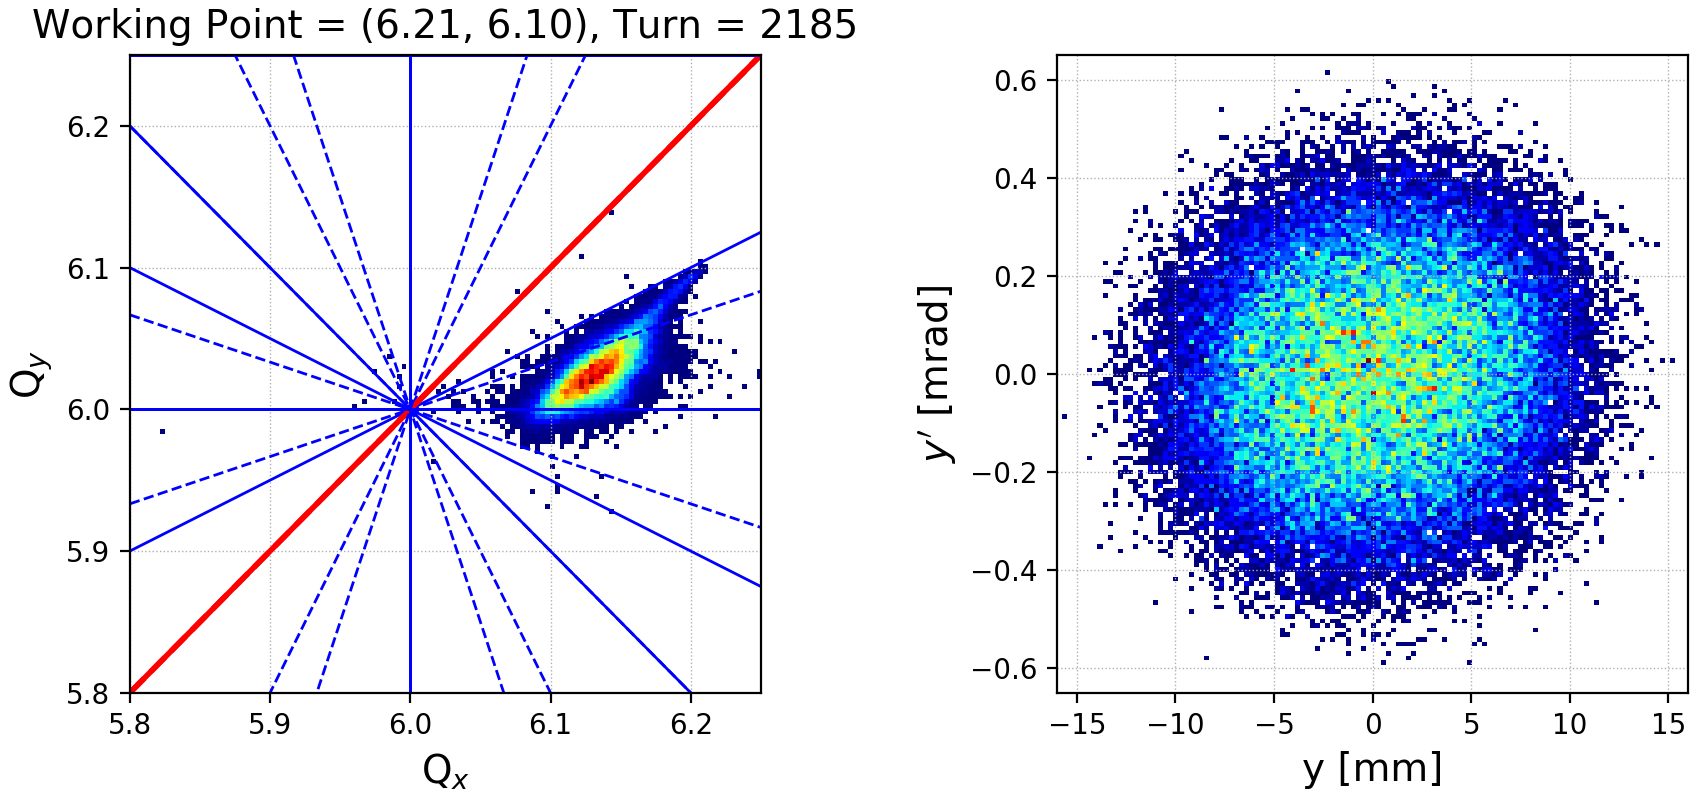 Working Point = (6.21, 6.10), Turn = 2185
6.2
6.1
6.0
5.9
5.8
Q_y
5.8 5.9 6.0 6.1 6.2
Q_x
0.6
0.4
0.2
0.0
−0.2
−0.4
−0.6
y′ [mrad]
−15 −10 −5 0 5 10 15
y [mm]